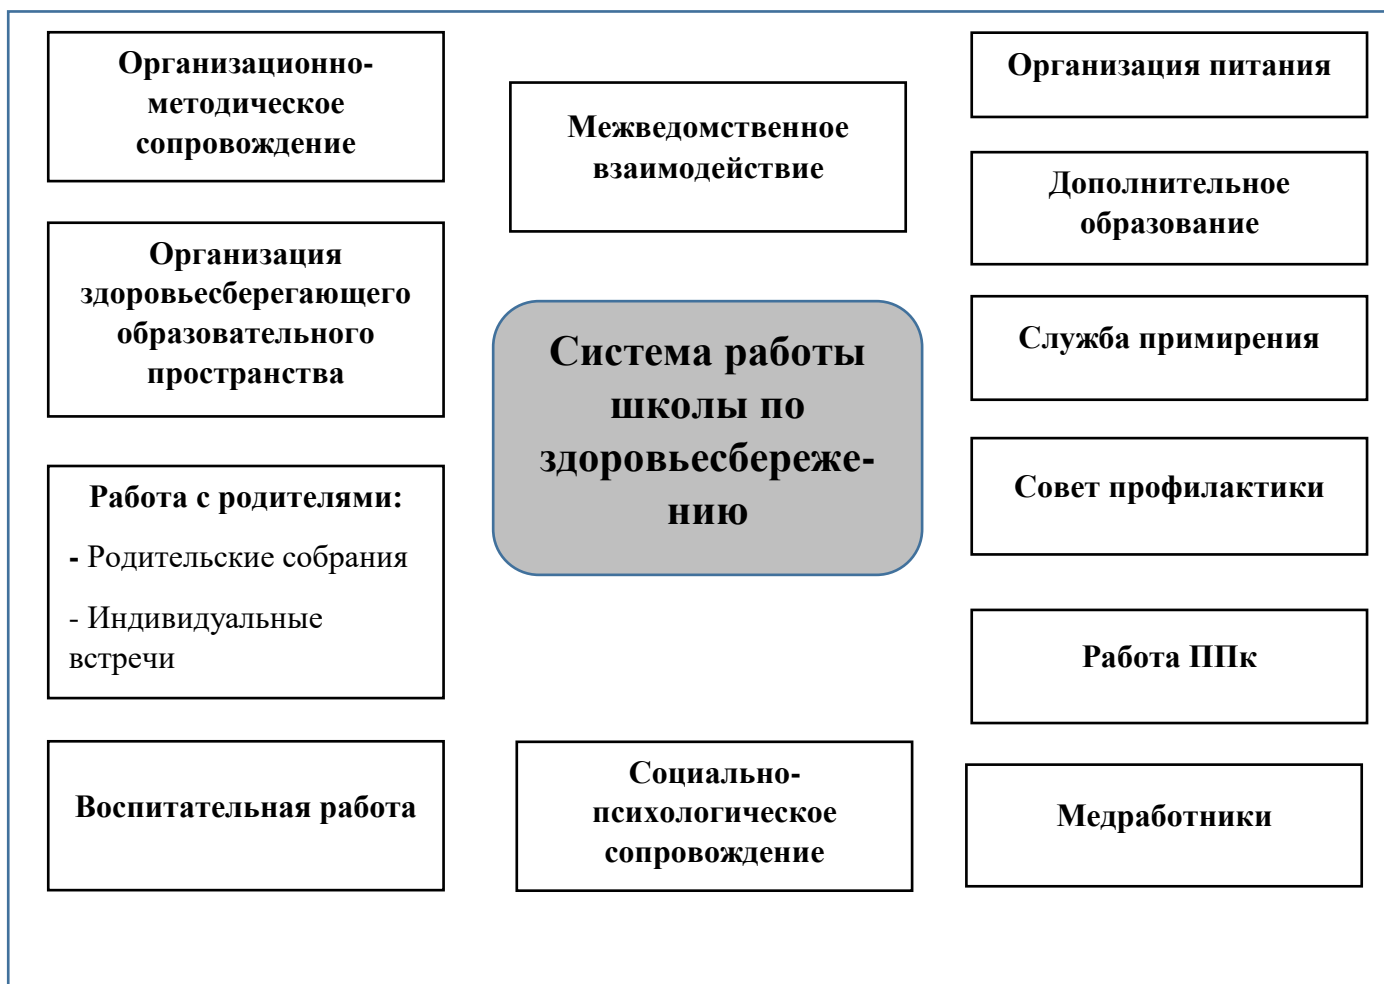 Организационно-
методическое
сопровождение
Организация
здоровьесберегающего
образовательного
пространства
Работа с родителями:
- Родительские собрания
- Индивидуальные
встречи
Воспитательная работа
Межведомственное
взаимодействие
Система работы
школы по
здоровьесбереже-
нию
Социально-
психологическое
сопровождение
Организация питания
Дополнительное
образование
Служба примирения
Совет профилактики
Работа ППк
Медработники